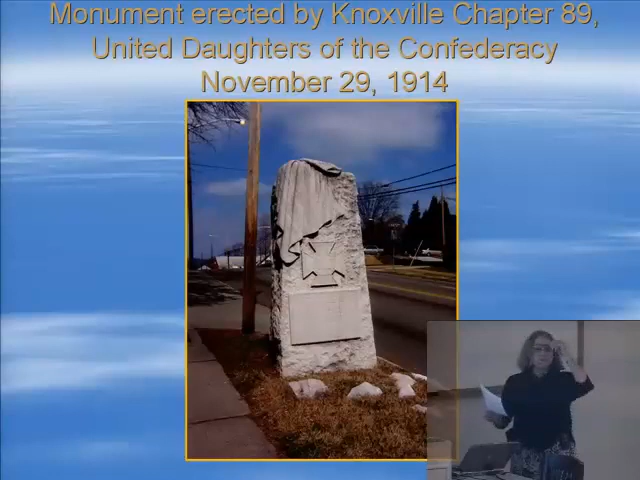 Monument erected by Knoxville Chapter 89,
United Daughters of the Confederacy
November 29, 1914